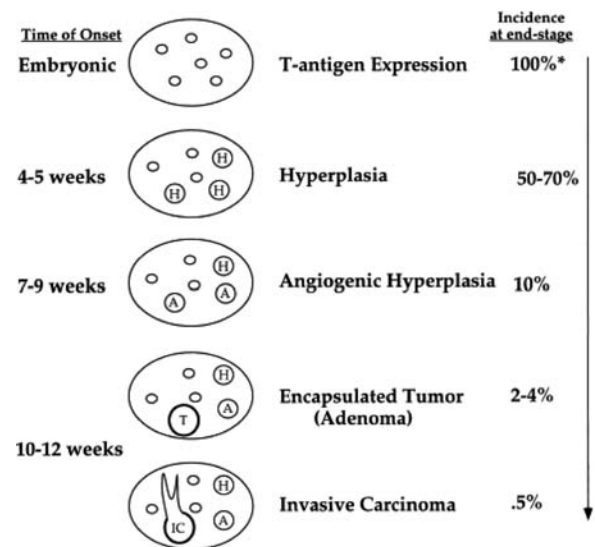 Time of Onset
Incidence
at end-stage
Embryonic
T-antigen Expression
100%*
4-5 weeks
H
H
H
Hyperplasia
50-70%
7-9 weeks
H
A
A
Angiogenic Hyperplasia
10%
H
A
T
Encapsulated Tumor
(Adenoma)
2-4%
10-12 weeks
H
A
IC
Invasive Carcinoma
.5%